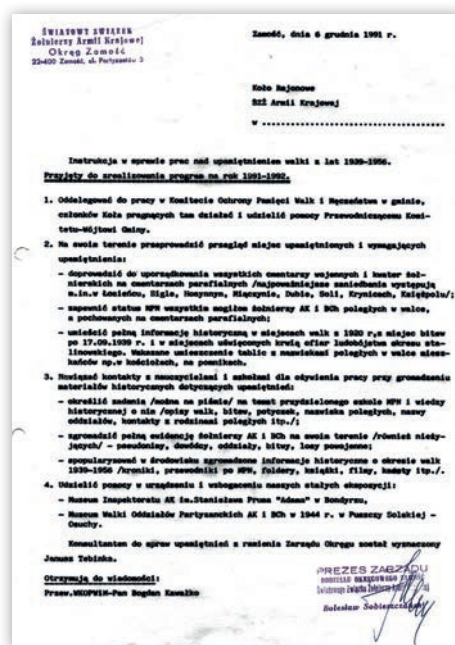 ŚWIATOWY ZWIĄZEK
Żołnierzy Armii Krajowej
Okręg Zamość
22-400 Zamość, ul. Partyzantów 3
Zamość, dnia 6 grudnia 1991 r.
Koło Rejonowe
ŚZŻ Armii Krajowej
w ........................
Instrukcja w sprawie prac nad upamiętnieniem walki z lat 1939-1956.
Przyjęty do zrealizowania program na rok 1991-1992.
1. Oddelegować do pracy w Komitecie Ochrony Pamięci Walk i Męczeństwa w gminie,
członków Koła pragnących tam działać i udzielić pomocy Przewodniczącemu Komi-
tetu-Wójtowi Gminy.
2. Na swoim terenie przeprowadzić przegląd miejsc upamiętnionych i wymagających
upamiętnienia:
- doprowadzić do uporządkowania wszystkich cmentarzy wojennych i kwater żoł-
nierskich na cmentarzach parafialnych /najpoważniejsze zaniedbania występują
m.in.w Łosińcu, Rigle, Hosynnym, Miączynie, Dubie, Soli, Krynicach, Księżpolu/;
- zapewnić status MPN wszystkim mogiłom żołnierzy AK i BCh poległych w walce,
a pochowanych na cmentarzach parafialnych;
- umieścić pełną informację historyczną w miejscach walk z 1920 r,z miejsc bitew
po 17.09.1939 r. i w miejscach uświęconych krwią ofiar ludobójstwa okresu sta-
linowskiego. Wskazane umieszczenie tablic z nazwiskami poległych w walce miesz-
kańców np.w kościołach, na pomnikach.
3. Nawiązać kontakty z nauczycielami i szkołami dla ożywienia pracy przy gromadzeniu
materiałów historycznych dotyczących upamiętnień:
- określić zadania /można na piśmie/ na temat przydzielonego szkole MPN i wiedzy
historycznej o nim /opisy walk, bitew, potyczek, nazwiska poległych, nazwy
oddziałów, kontakty z rodzinami poległych itp./;
- zgromadzić pełną ewidencję żołnierzy AK i BCh na swoim terenie /również nieży-
jących/ - pseudonimy, dowódcy, oddziały, bitwy, losy powojenne;
- popularyzować w środowisku zgromadzone informacje historyczne o okresie walk
1939-1956 /kroniki, przewodniki po MPN, foldery, książki, filmy, kasety itp./.
4. Udzielić pomocy w urządzeniu i wzbogaceniu naszych stałych ekspozycji:
- Muzeum Inspektoratu AK im.Stanisława Prusa "Adama" w Bondyrzu,
- Muzeum Walki Oddziałów Partyzanckich AK i BCh w 1944 r. w Puszczy Solskiej -
Osuchy.
Konsultantem do spraw upamiętnień z ramienia Zarządu Okręgu został wyznaczony
Janusz Tebinka.
Otrzymują do wiadomości:
Przew.WKOPWiM-Pan Bogdan Kawałko
PREZES ZARZĄDU
Światowego Związku Żołnierzy
Bolesław Sobieszczański